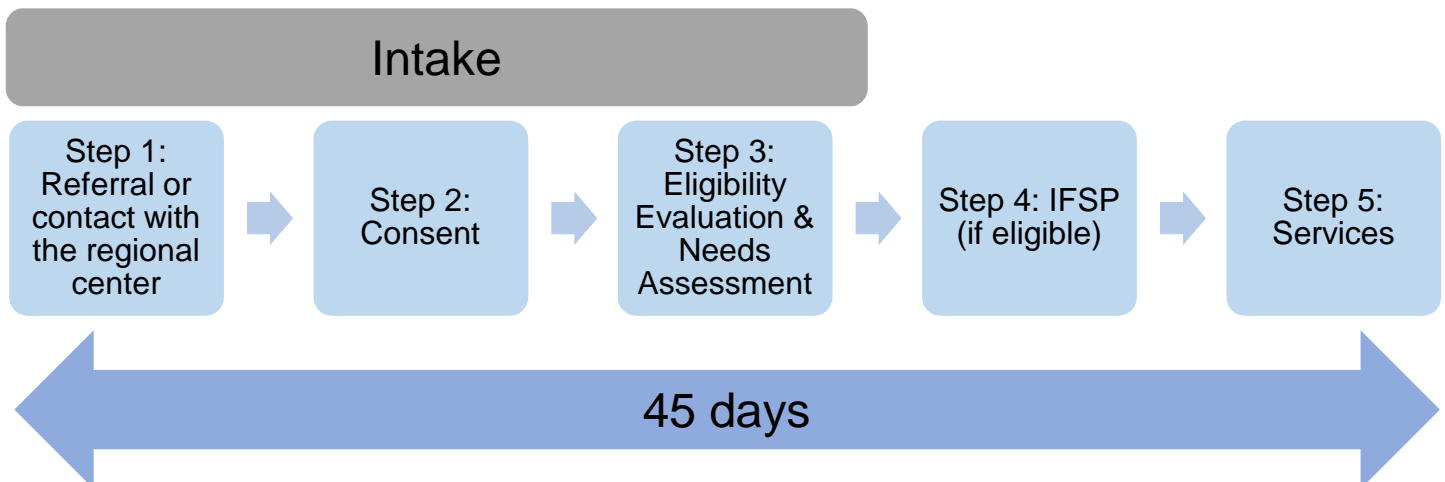 Intake
Step 1:
Referral or
contact with
the regional
center
Step 2:
Consent
Step 3:
Eligibility
Evaluation &
Needs
Assessment
Step 4: IFSP
(if eligible)
Step 5:
Services
45 days